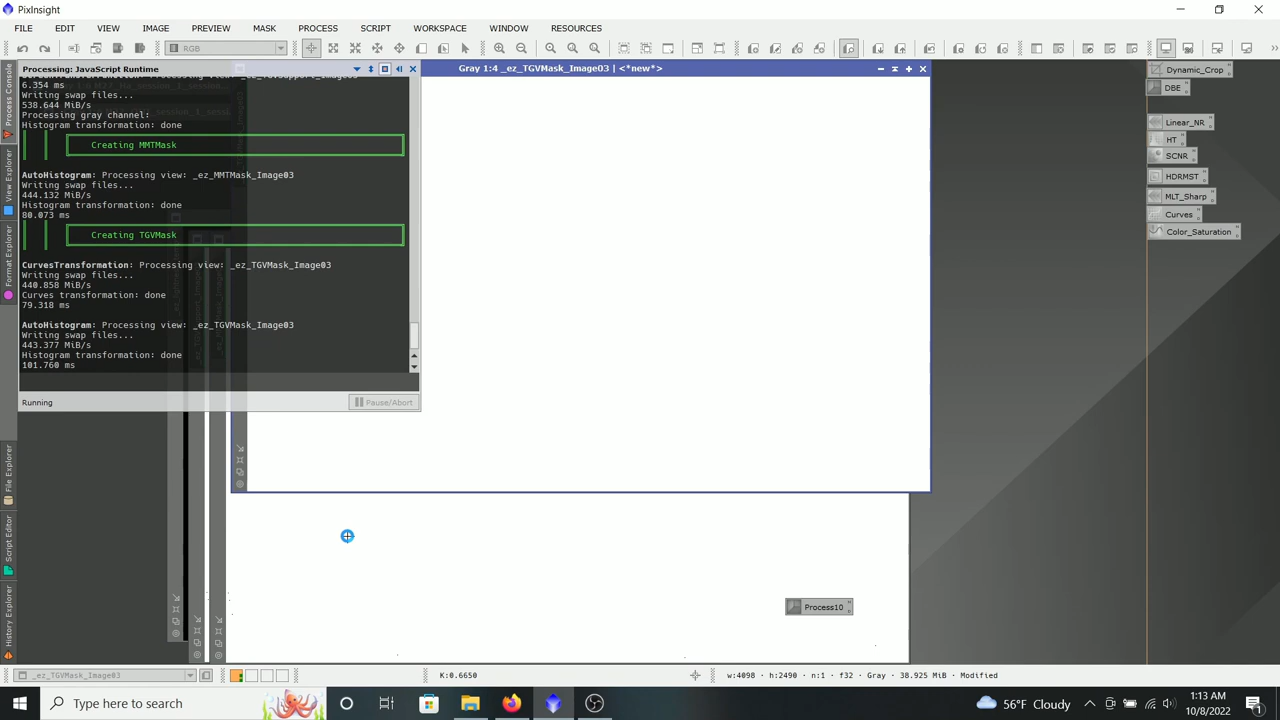 PixInsight
FILE EDIT VIEW IMAGE PREVIEW MASK PROCESS SCRIPT WORKSPACE WINDOW RESOURCES
RGB
Processing: JavaScript Runtime
Gray 1:4 _ez_TGVMask_Image03 | <*new*>
6.354 ms
Writing swap files...
538.644 MiB/s
Processing gray channel:
Histogram transformation: done
Creating MMTMask
AutoHistogram: Processing view: _ez_MMTMask_Image03
Writing swap files...
444.132 MiB/s
Histogram transformation: done
80.073 ms
Creating TGVMask
CurvesTransformation: Processing view: _ez_TGVMask_Image03
Writing swap files...
440.858 MiB/s
Curves transformation: done
79.318 ms
AutoHistogram: Processing view: _ez_TGVMask_Image03
Writing swap files...
443.377 MiB/s
Histogram transformation: done
101.760 ms
Running
Pause/Abort
Process Console
View Explorer
Format Explorer
File Explorer
Script Editor
History Explorer
Dynamic_Crop
DBE
Linear_NR
HT
SCNR
HDRMST
MLT_Sharp
Curves
Color_Saturation
Process10
_ez_TGVMask_Image03
K:0.6650
w:4098 · h:2490 · n:1 · f32 · Gray · 38.925 MiB · Modified
Type here to search
56°F Cloudy
1:13 AM
10/8/2022
1